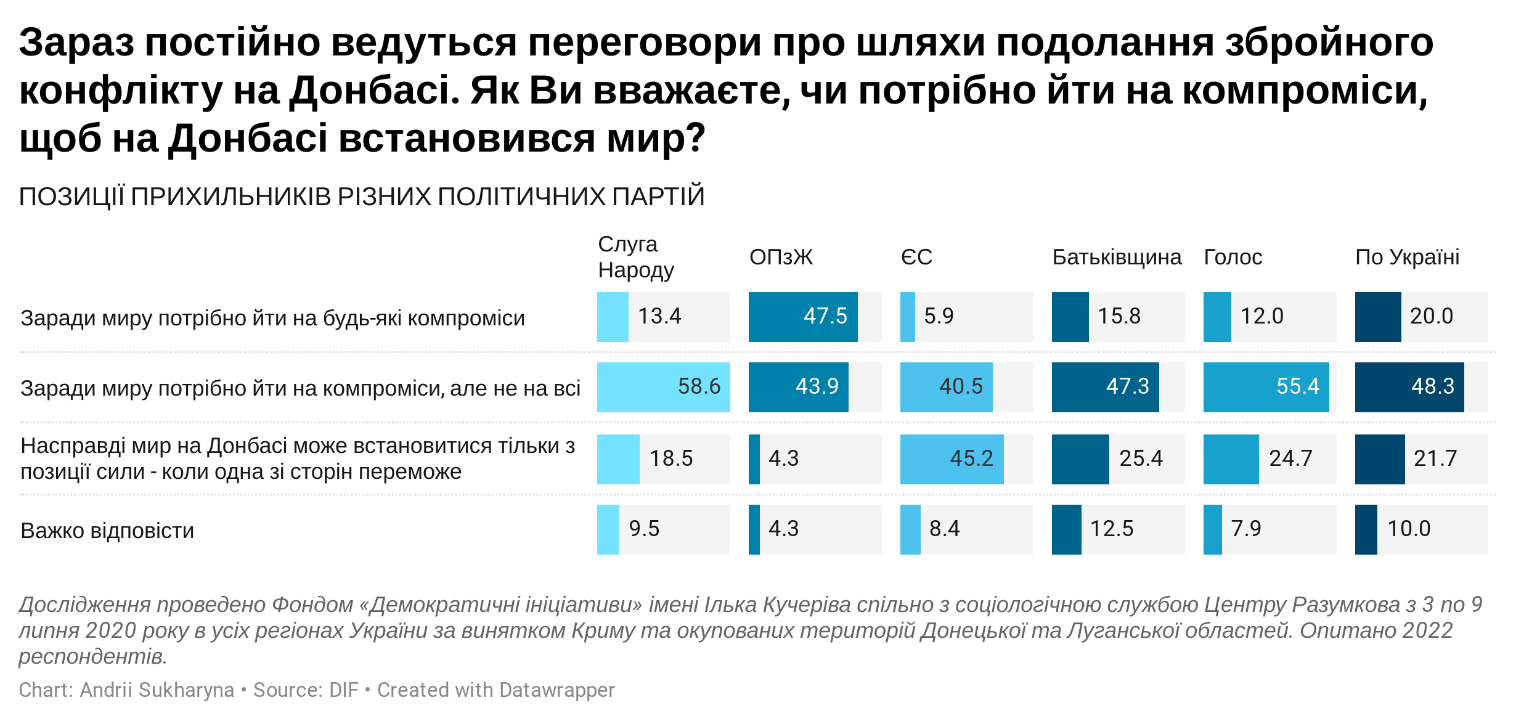 Зараз постійно ведуться переговори про шляхи подолання збройного
конфлікту на Донбасі. Як Ви вважаєте, чи потрібно йти на компроміси,
щоб на Донбасі встановився мир?
ПОЗИЦІЇ ПРИХИЛЬНИКІВ РІЗНИХ ПОЛІТИЧНИХ ПАРТІЙ
Слуга
Народу
ОПзЖ
ЄС
Батьківщина
Голос
По Україні
Заради миру потрібно йти на будь-які компроміси
13.4
47.5
5.9
15.8
12.0
20.0
Заради миру потрібно йти на компроміси, але не на всі
58.6
43.9
40.5
47.3
55.4
48.3
Насправді мир на Донбасі може встановитися тільки з
позиції сили - коли одна зі сторін переможе
18.5
4.3
45.2
25.4
24.7
21.7
Важко відповісти
9.5
4.3
8.4
12.5
7.9
10.0
Дослідження проведено Фондом «Демократичні ініціативи» імені Ілька Кучеріва спільно з соціологічною службою Центру Разумкова з 3 по 9
липня 2020 року в усіх регіонах України за винятком Криму та окупованих територій Донецької та Луганської областей. Опитано 2022
респондентів.
Chart: Andrii Sukharyna • Source: DIF • Created with Datawrapper